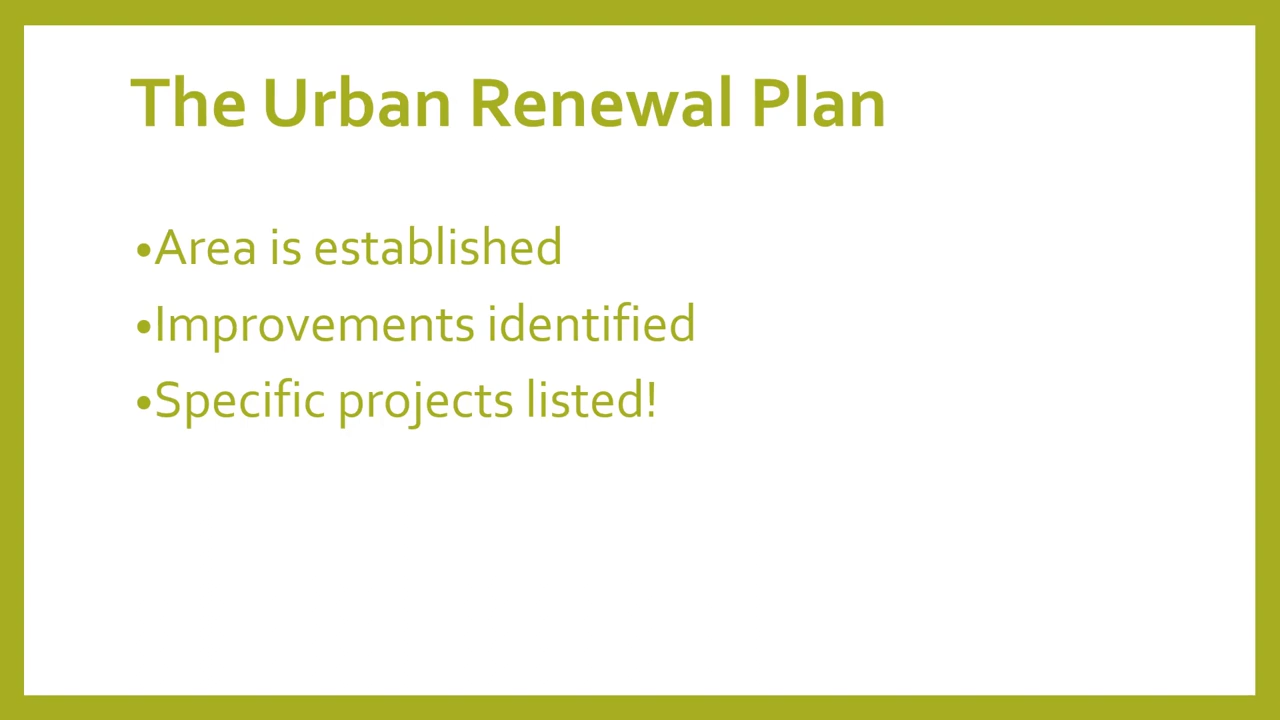 The Urban Renewal Plan
•Area is established
•Improvements identified
•Specific projects listed!